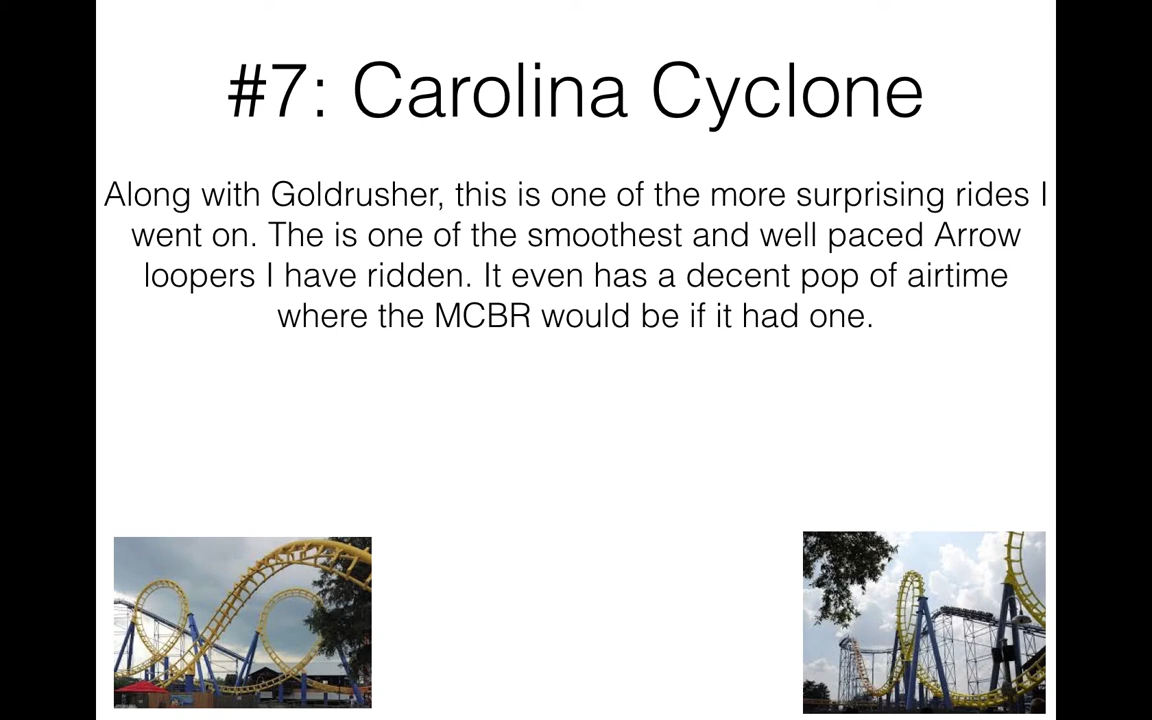 #7: Carolina Cyclone
Along with Goldrusher, this is one of the more surprising rides I
went on. The is one of the smoothest and well paced Arrow
loopers I have ridden. It even has a decent pop of airtime
where the MCBR would be if it had one.